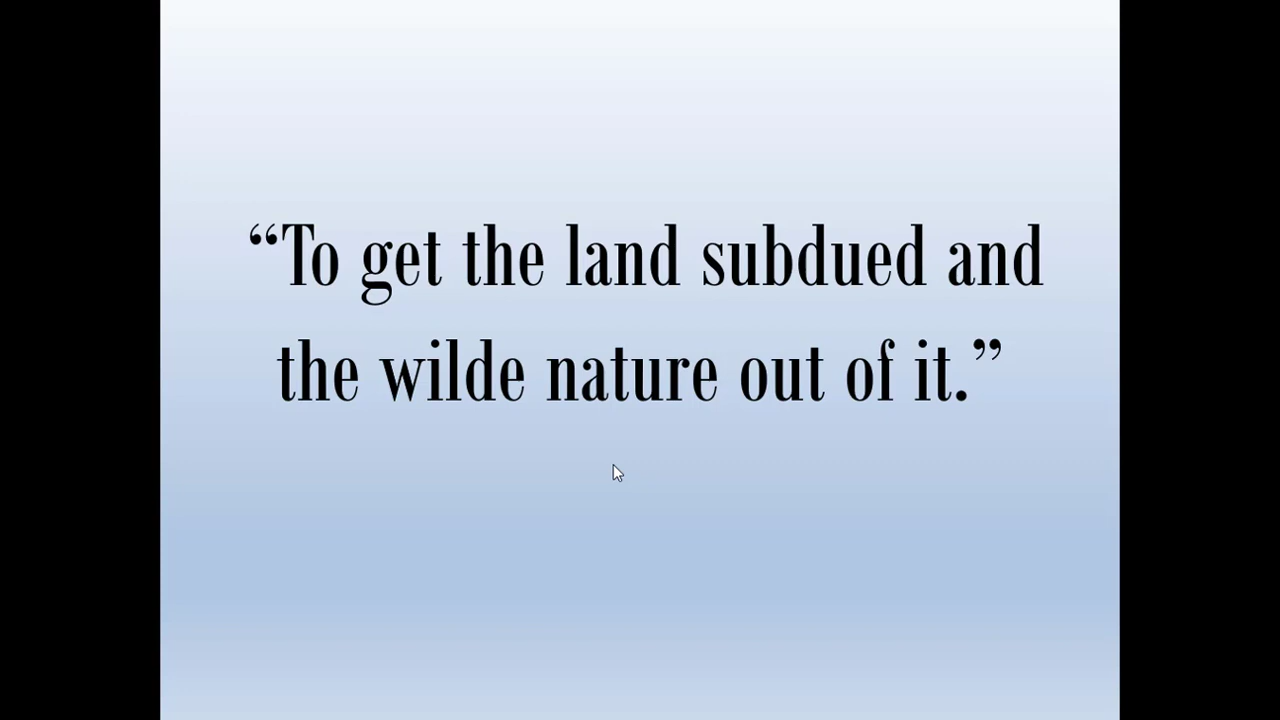 “To get the land subdued and
the wilde nature out of it.”